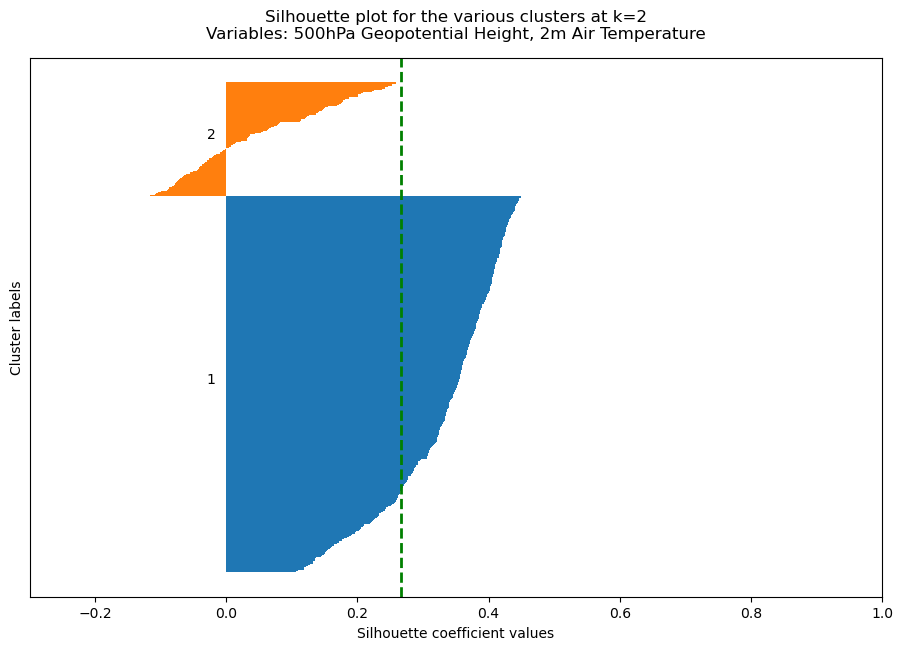 Silhouette plot for the various clusters at k=2
Variables: 500hPa Geopotential Height, 2m Air Temperature
2
1
Cluster labels
−0.2 0.0 0.2 0.4 0.6 0.8 1.0
Silhouette coefficient values